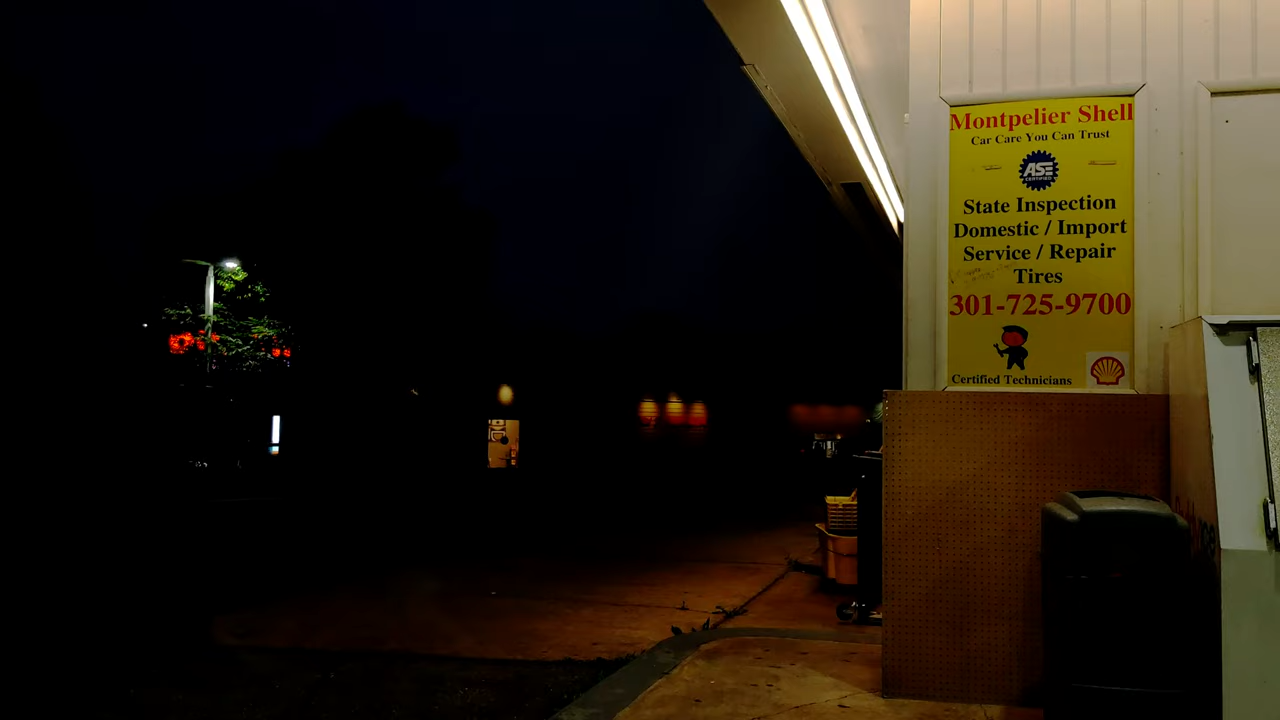 Montpelier Shell
Car Care You Can Trust
ASE
CERTIFIED
State Inspection
Domestic / Import
Service / Repair
Tires
301-725-9700
Certified Technicians